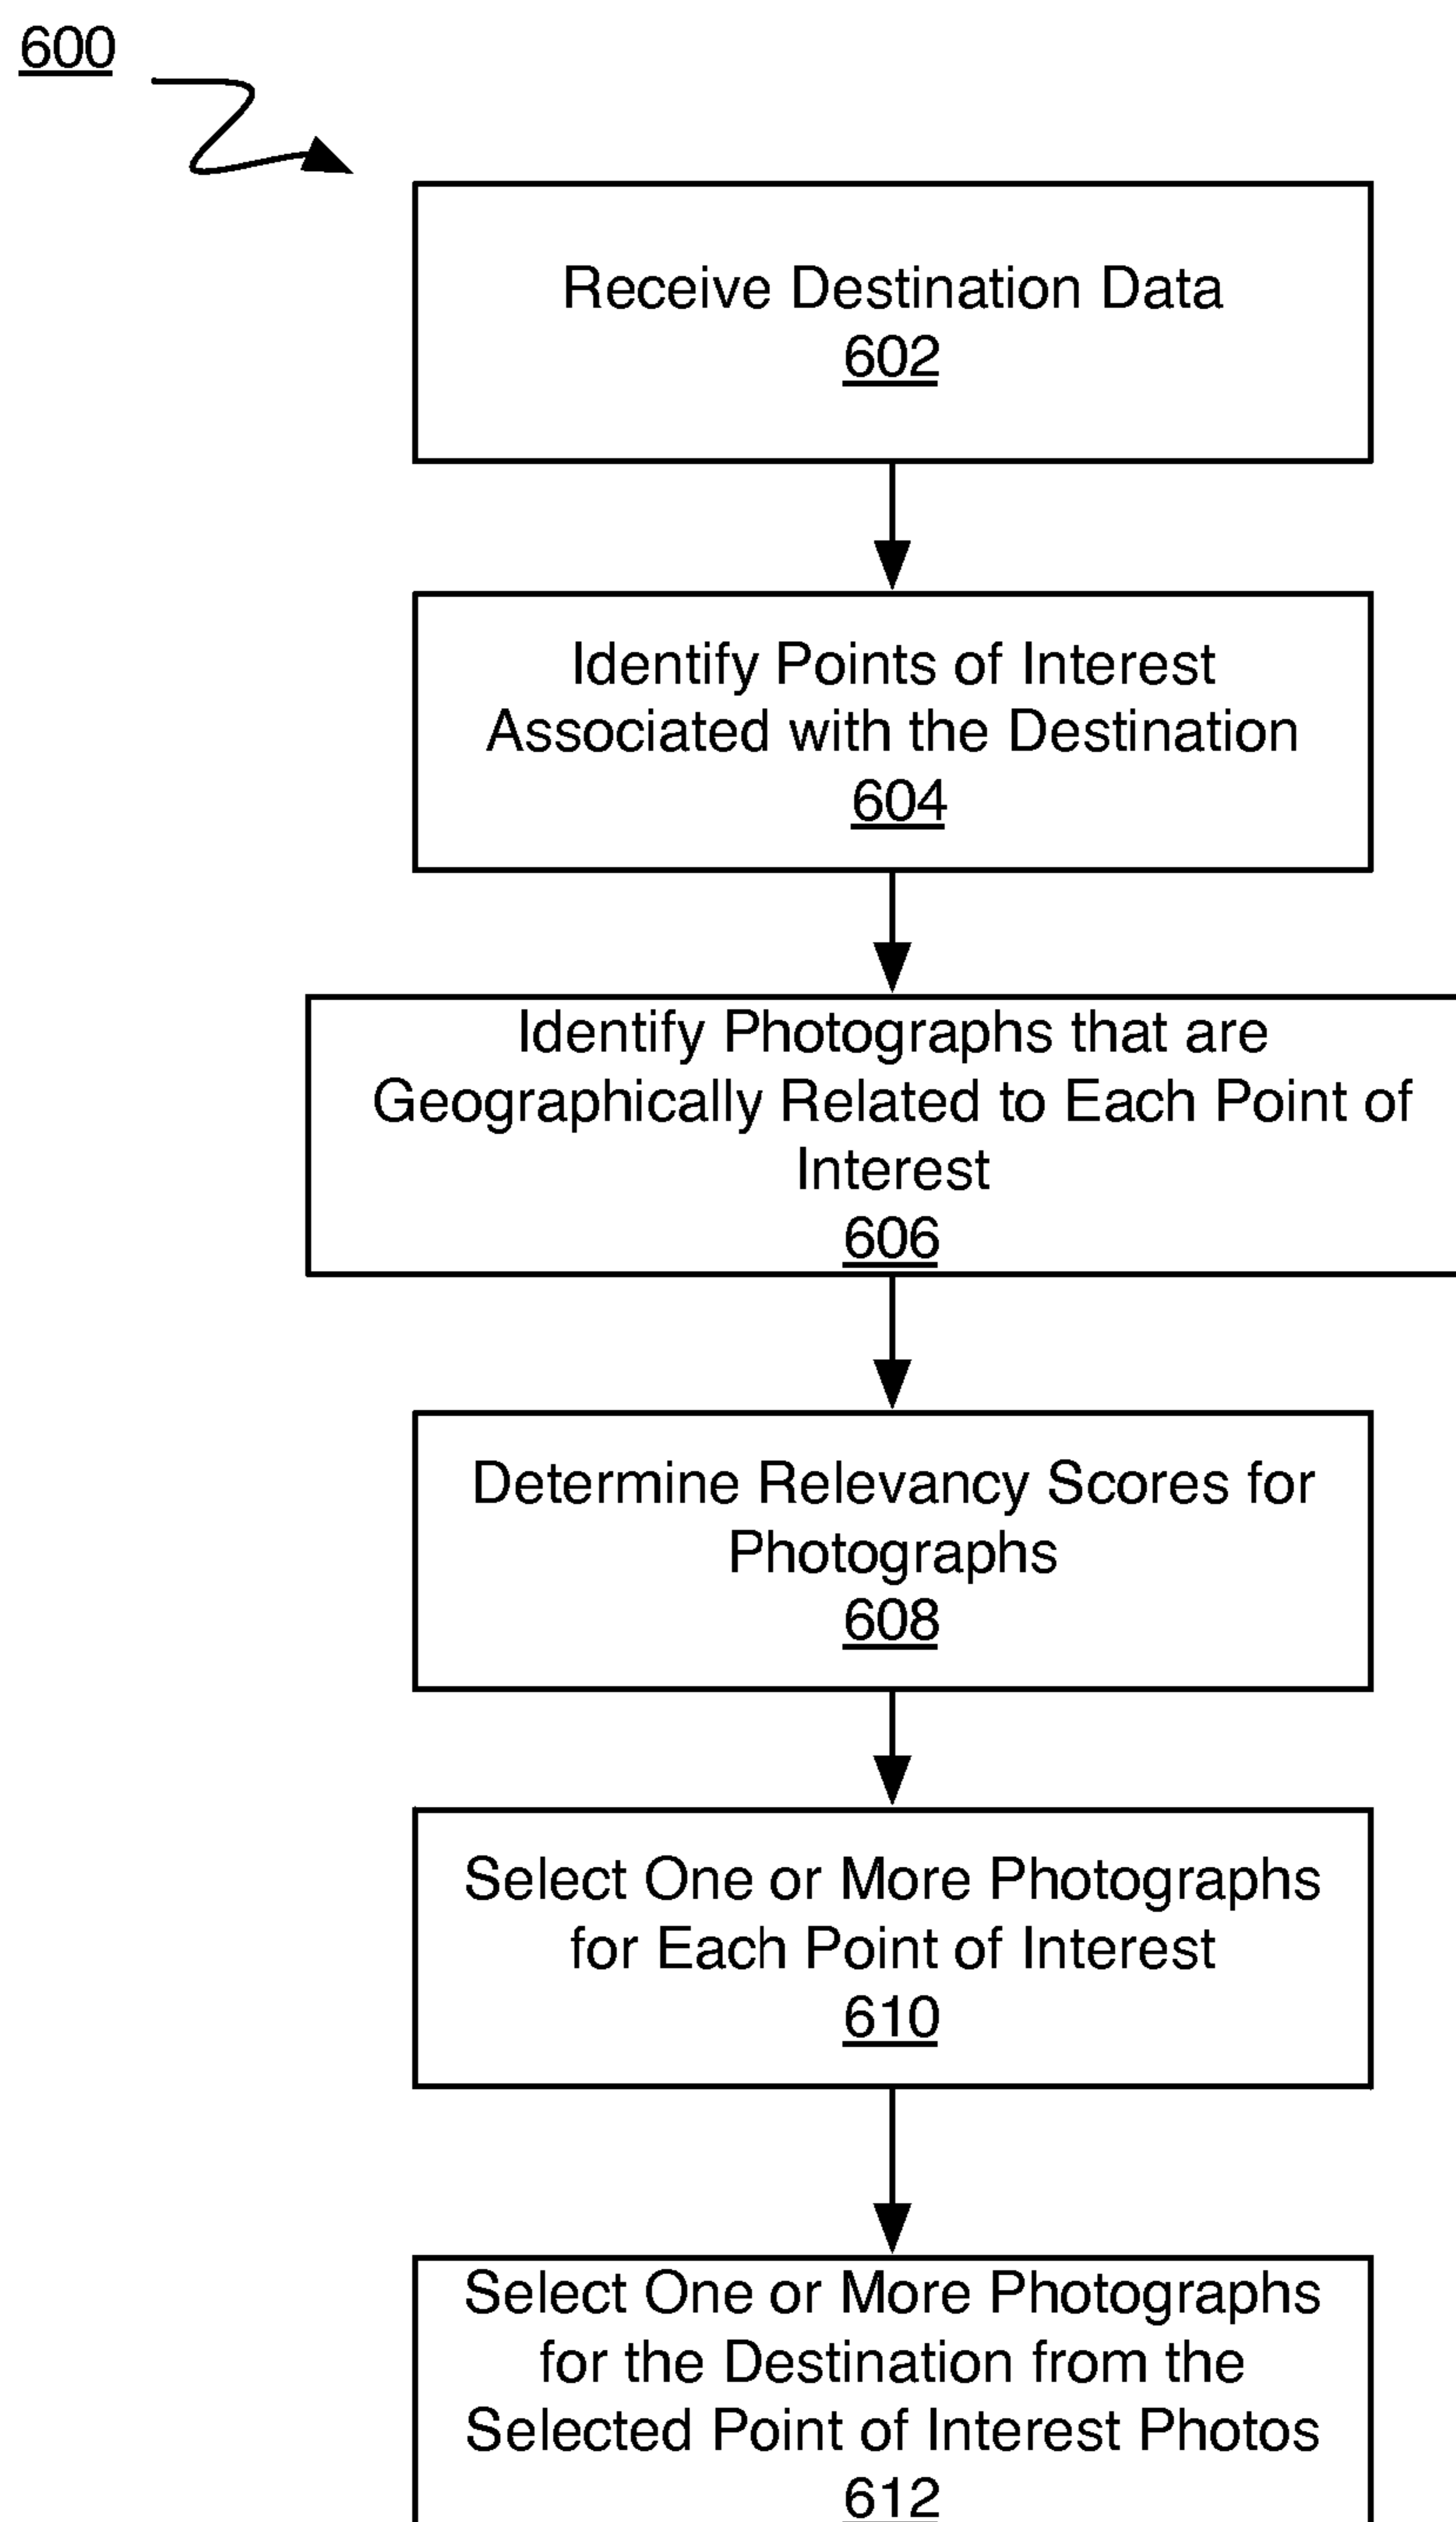 600
Receive Destination Data
602
Identify Points of Interest
Associated with the Destination
604
Identify Photographs that are
Geographically Related to Each Point of
Interest
606
Determine Relevancy Scores for
Photographs
608
Select One or More Photographs
for Each Point of Interest
610
Select One or More Photographs
for the Destination from the
Selected Point of Interest Photos
612